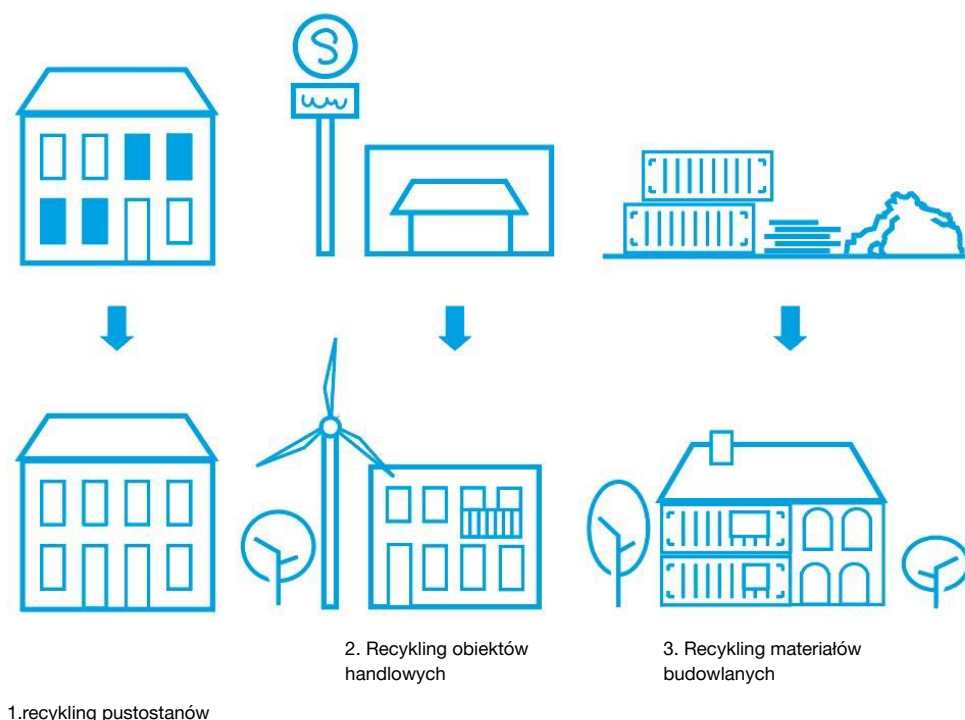 S
2. Recykling obiektów
handlowych
3. Recykling materiałów
budowlanych
1.recykling pustostanów